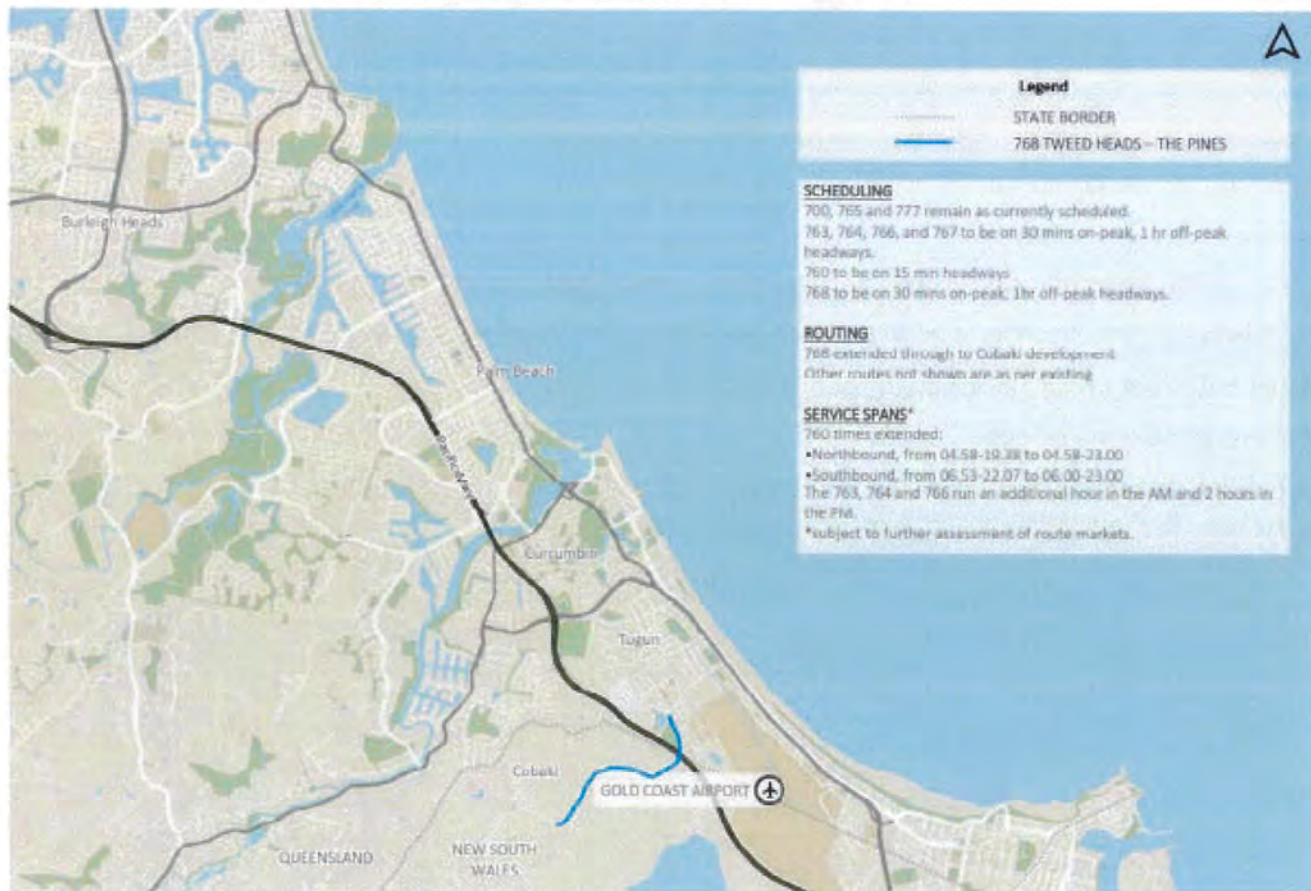 Legend
STATE BORDER
768 TWEED HEADS – THE PINES
SCHEDULING
700, 765 and 777 remain as currently scheduled.
763, 764, 766, and 767 to be on 30 mins on-peak, 1 hr off-peak
headways.
760 to be on 15 min headways
768 to be on 30 mins on-peak, 1hr off-peak headways.
ROUTING
768 extended through to Cobaki development
Other routes not shown are as per existing
SERVICE SPANS*
760 times extended:
•Northbound, from 04.58-19.38 to 04.58-23.00
•Southbound, from 06.53-22.07 to 06.00-23.00
The 763, 764 and 766 run an additional hour in the AM and 2 hours in
the PM.
*subject to further assessment of route markets.
Burleigh Heads
Palm Beach
Pacific
Currumbin
Tugun
Cobaki
GOLD COAST AIRPORT
QUEENSLAND
NEW SOUTH
WALES